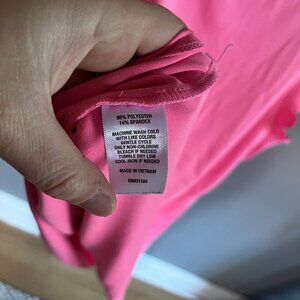 86% POLYESTER
14% SPANDEX
MACHINE WASH COLD
WITH LIKE COLORS
GENTLE CYCLE
ONLY NON-CHLORINE
BLEACH IF NEEDED
TUMBLE DRY LOW
COOL IRON IF NEEDED
MADE IN VIETNAM